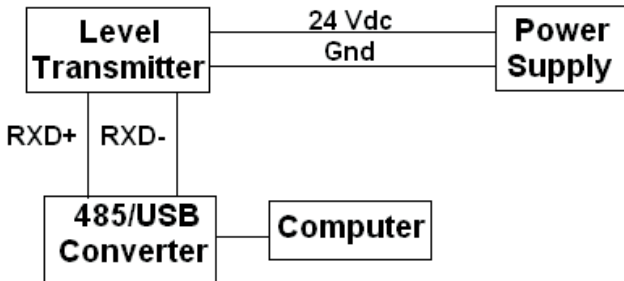 Level
Transmitter
24 Vdc
Gnd
Power
Supply
RXD+
RXD-
485/USB
Converter
Computer